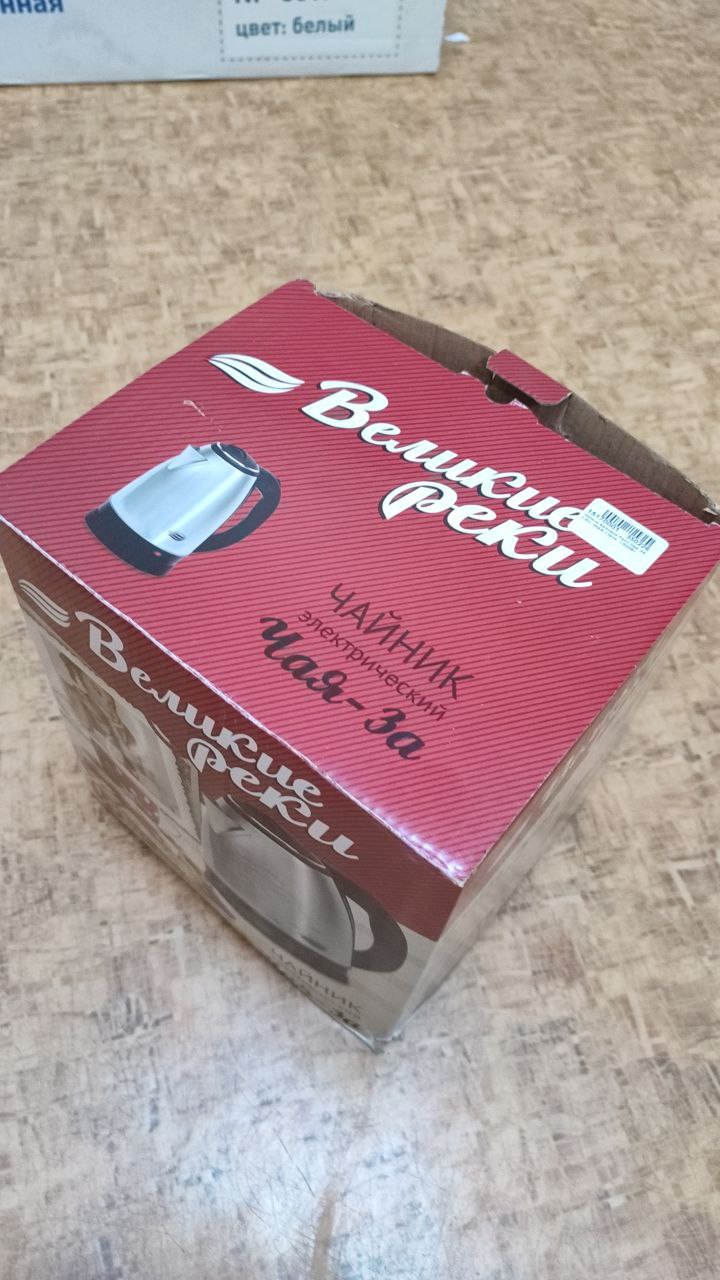 нная
цвет: белый
Великие
реки
ЧАЙНИК
электрический
Чая-3а
Великие
реки
ЧАЙНИК